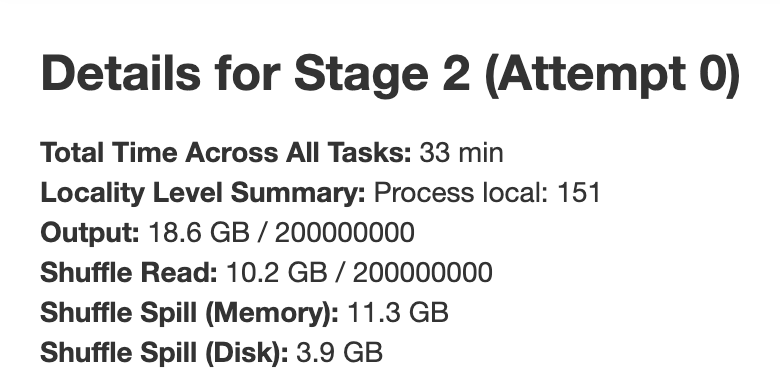 Details for Stage 2 (Attempt 0)
Total Time Across All Tasks: 33 min
Locality Level Summary: Process local: 151
Output: 18.6 GB / 200000000
Shuffle Read: 10.2 GB / 200000000
Shuffle Spill (Memory): 11.3 GB
Shuffle Spill (Disk): 3.9 GB